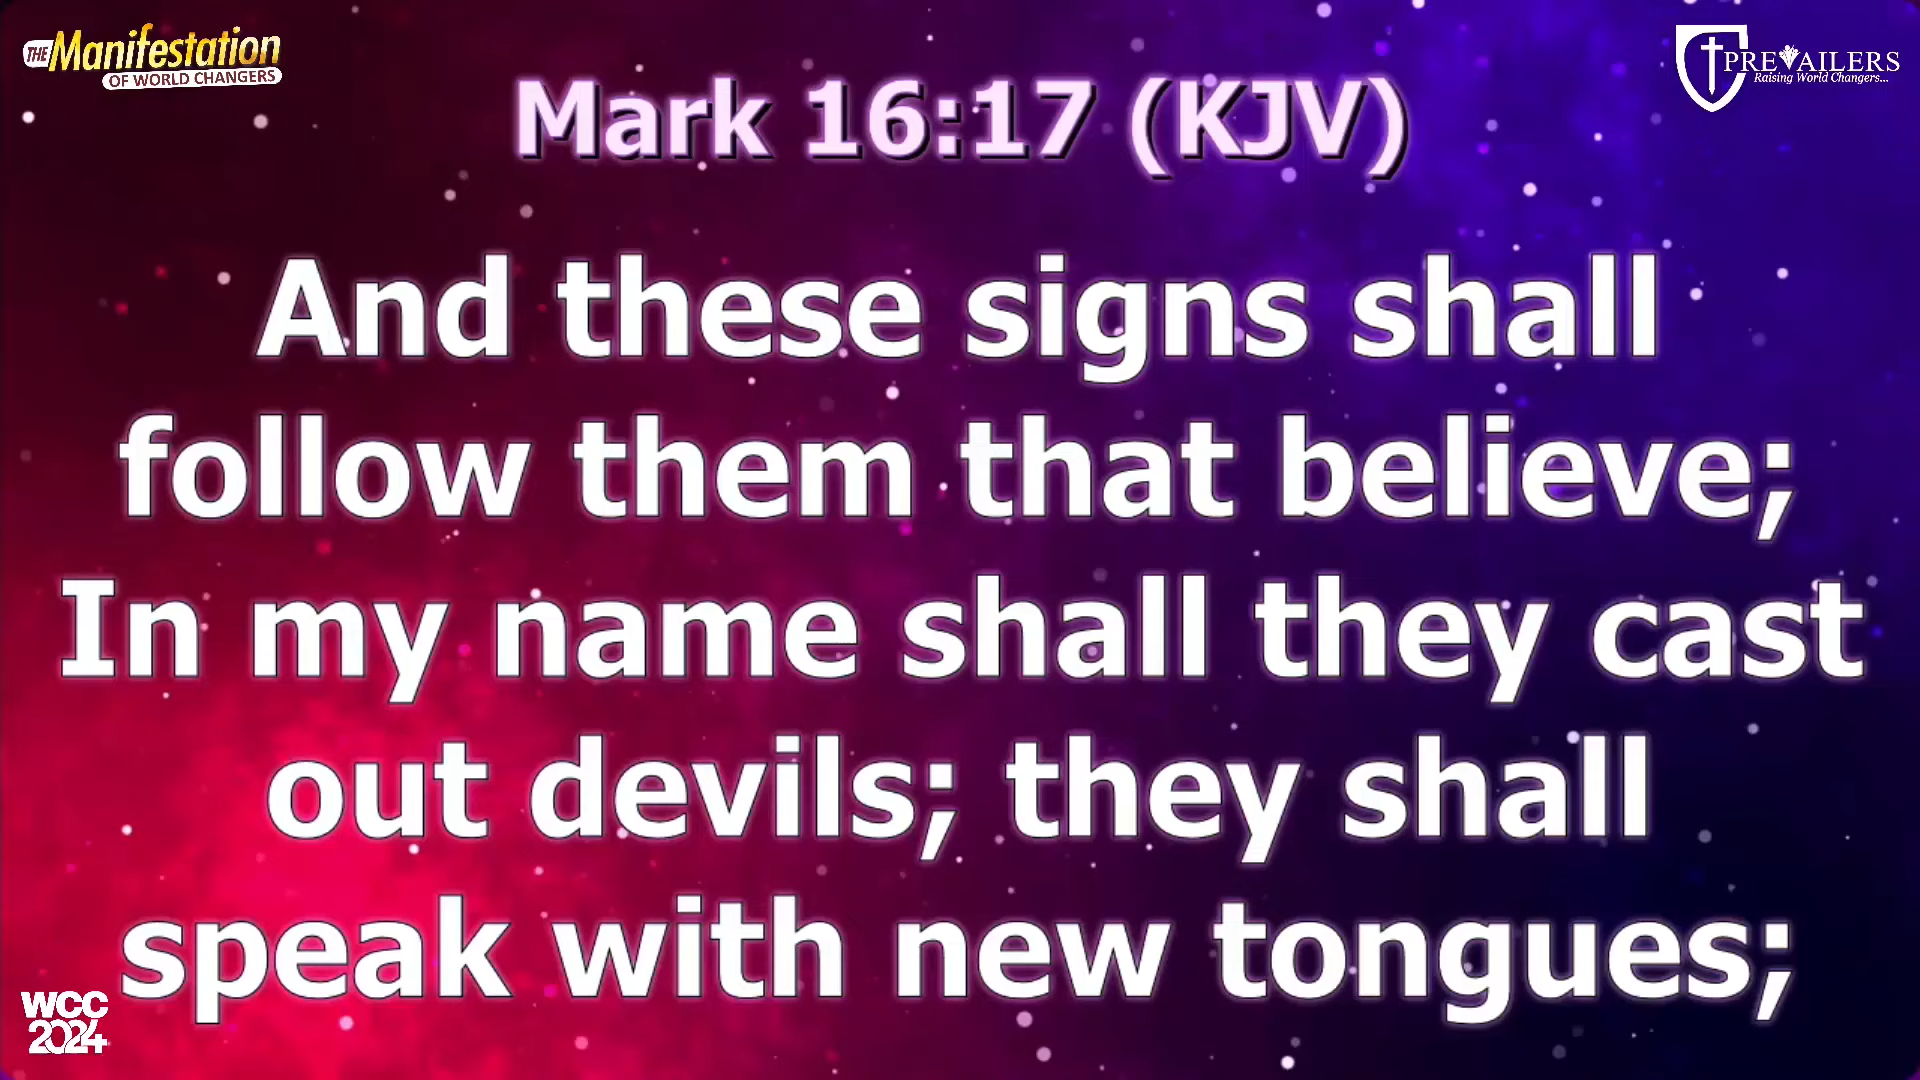 THE Manifestation
OF WORLD CHANGERS
PREVAILERS
Raising World Changers...
Mark 16:17 (KJV)
And these signs shall
follow them that believe;
In my name shall they cast
out devils; they shall
speak with new tongues;
WCC
2024